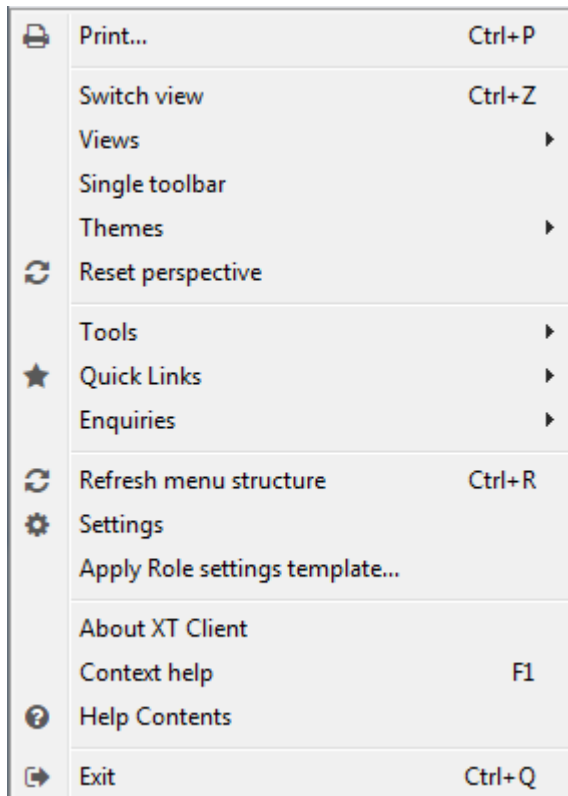 Print... Ctrl+P
Switch view Ctrl+Z
Views
Single toolbar
Themes
Reset perspective
Tools
Quick Links
Enquiries
Refresh menu structure Ctrl+R
Settings
Apply Role settings template...
About XT Client
Context help F1
Help Contents
Exit Ctrl+Q